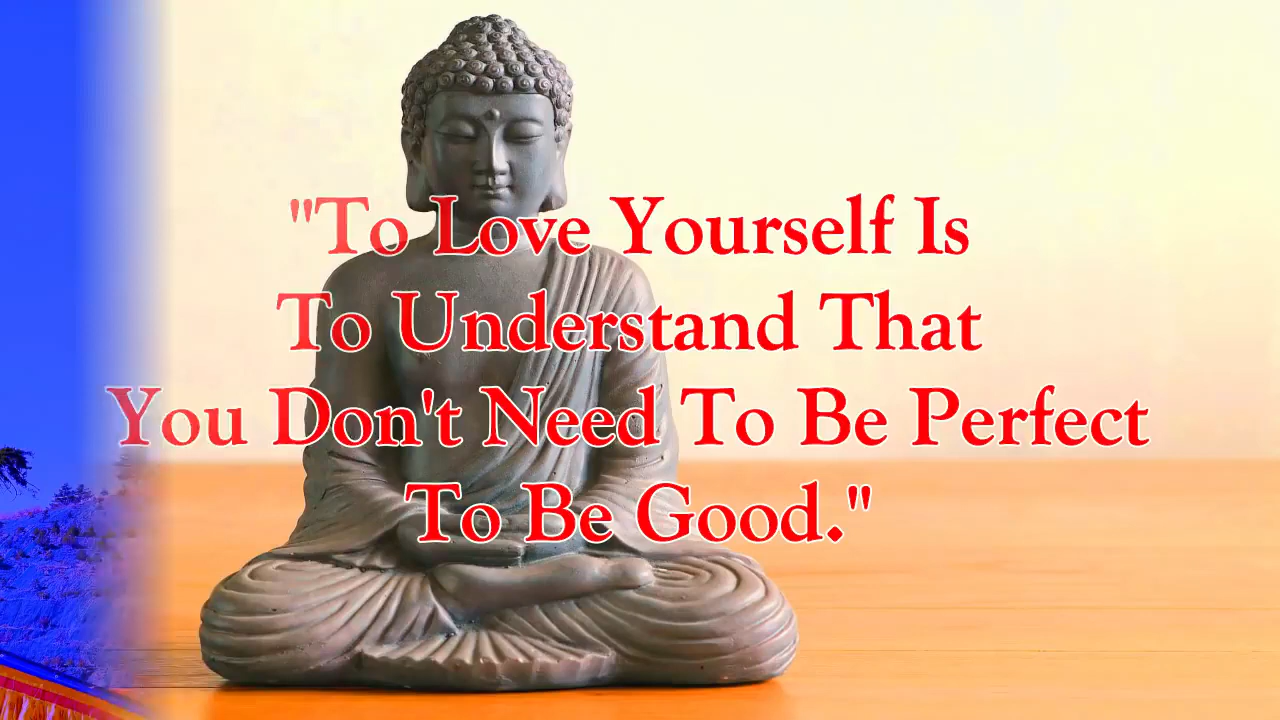 "To Love Yourself Is
To Understand That
You Don't Need To Be Perfect
To Be Good."